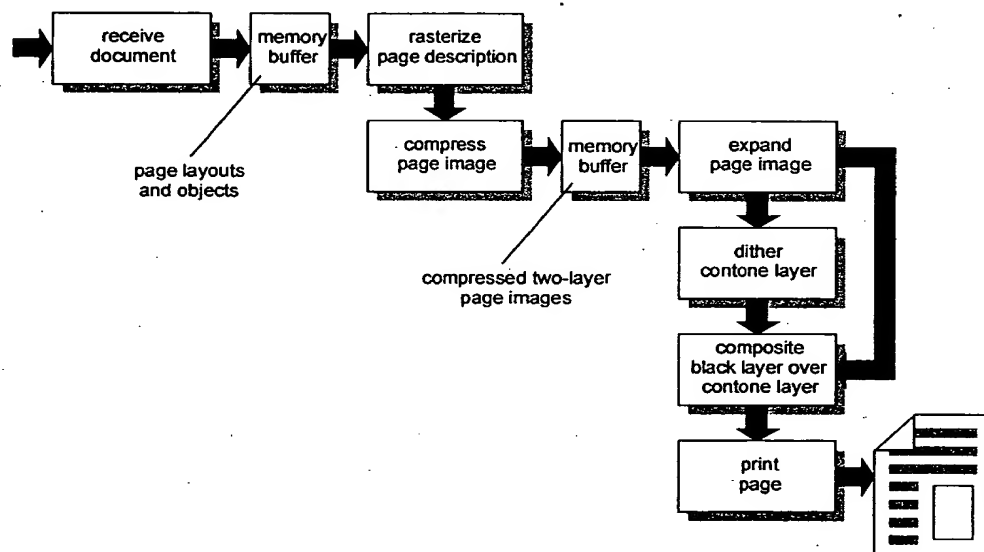 receive
document
memory
buffer
rasterize
page description
compress
page image
memory
buffer
expand
page image
page layouts
and objects
dither
contone layer
compressed two-layer
page images
composite
black layer over
contone layer
print
page